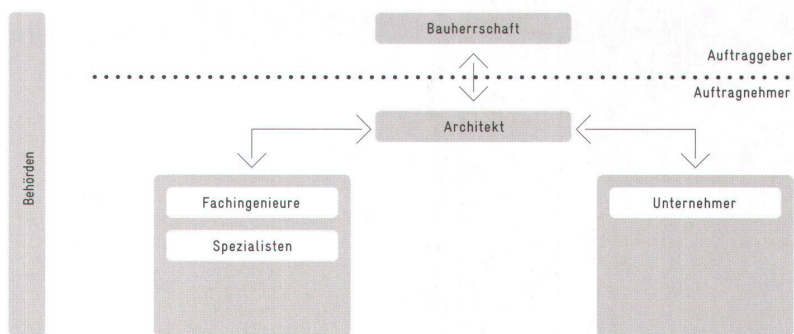 Bauherrschaft
Auftraggeber
Auftragnehmer
Architekt
Behörden
Fachingenieure
Unternehmer
Spezialisten